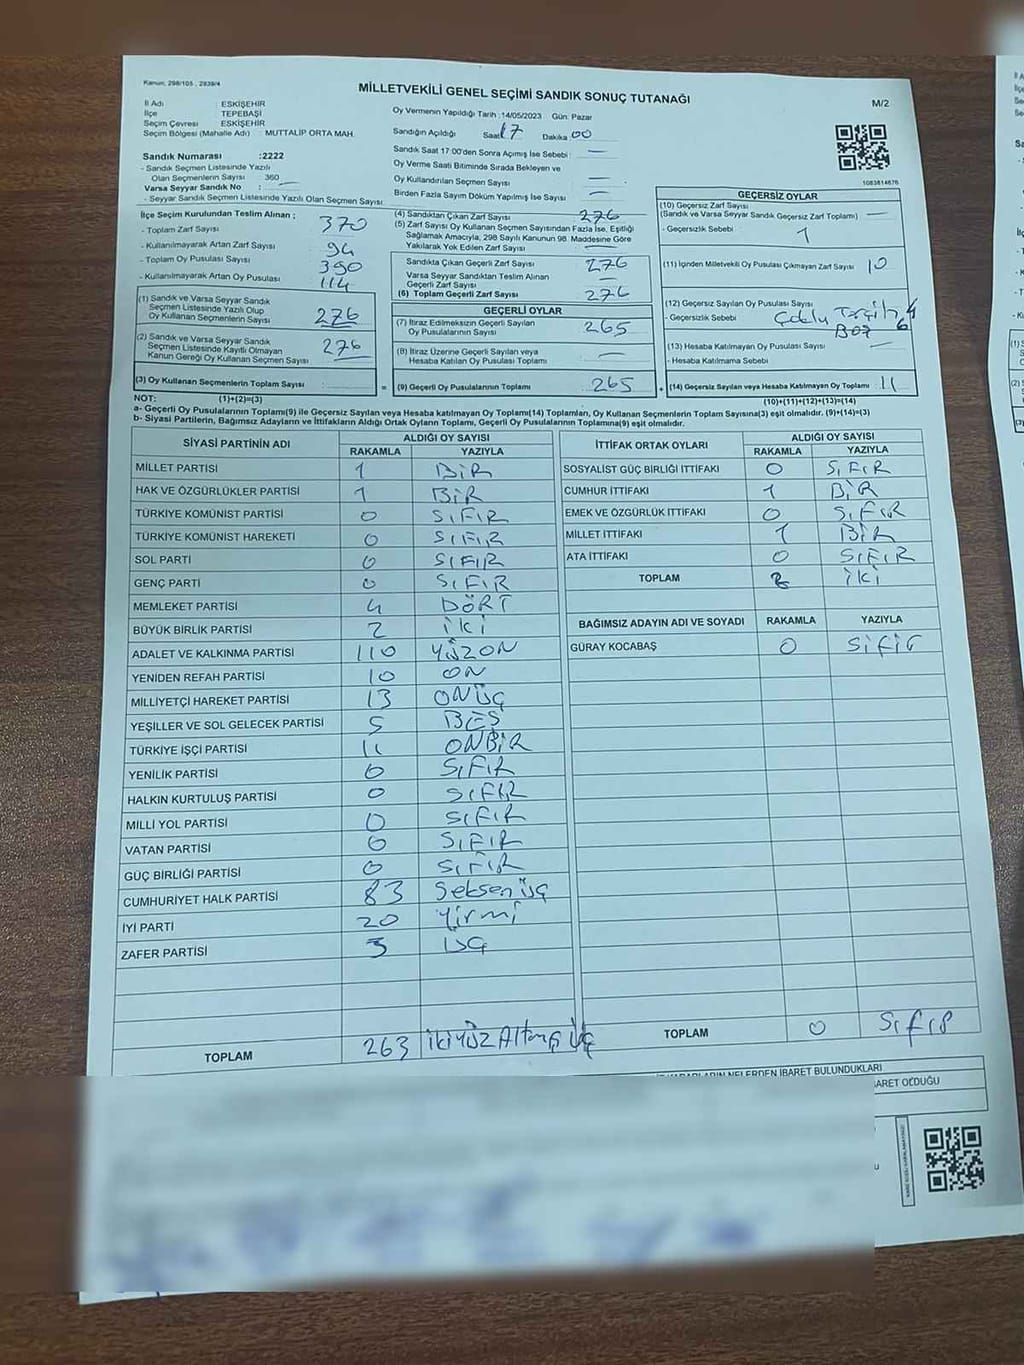 Kanun: 298/105 , 2839/4
MİLLETVEKİLİ GENEL SEÇİMİ SANDIK SONUÇ TUTANAĞI
M/2
İl Adı : ESKİŞEHİR
İlçe : TEPEBAŞI
Seçim Çevresi : ESKİŞEHİR
Seçim Bölgesi (Mahalle Adı) : MUTTALIP ORTA MAH.
Oy Vermenin Yapıldığı Tarih :14/05/2023 Gün: Pazar
Sandığın Açıldığı Saat 17 Dakika 00
Sandık Saat 17:00'den Sonra Açılmış İse Sebebi : —
Oy Verme Saati Bitiminde Sırada Bekleyen ve
Oy Kullandırılan Seçmen Sayısı —
Birden Fazla Sayım Döküm Yapılmış İse Sayısı —
1083814876
Sandık Numarası :2222
- Sandık Seçmen Listesinde Yazılı
Olan Seçmenlerin Sayısı 360
Varsa Seyyar Sandık No : —
- Seyyar Sandık Seçmen Listesinde Yazılı Olan Seçmen Sayısı
İlçe Seçim Kurulundan Teslim Alınan ;
- Toplam Zarf Sayısı 370
- Kullanılmayarak Artan Zarf Sayısı 94
- Toplam Oy Pusulası Sayısı 390
- Kullanılmayarak Artan Oy Pusulası 114
(1) Sandık ve Varsa Seyyar Sandık
Seçmen Listesinde Yazılı Olup
Oy Kullanan Seçmenlerin Sayısı 276
(2) Sandık ve Varsa Seyyar Sandık
Seçmen Listesinde Kayıtlı Olmayan
Kanun Gereği Oy Kullanan Seçmen Sayısı 276
(3) Oy Kullanan Seçmenlerin Toplam Sayısı :
(4) Sandıktan Çıkan Zarf Sayısı 276
(5) Zarf Sayısı Oy Kullanan Seçmen Sayısından Fazla İse, Eşitliği
Sağlamak Amacıyla, 298 Sayılı Kanunun 98. Maddesine Göre
Yakılarak Yok Edilen Zarf Sayısı —
Sandıkta Çıkan Geçerli Zarf Sayısı 276
Varsa Seyyar Sandıktan Teslim Alınan
Geçerli Zarf Sayısı
(6) Toplam Geçerli Zarf Sayısı 276
GEÇERLİ OYLAR
(7) İtiraz Edilmeksizin Geçerli Sayılan
Oy Pusulalarının Sayısı 265
(8) İtiraz Üzerine Geçerli Sayılan veya
Hesaba Katılan Oy Pusulalarının Sayısı —
= (9) Geçerli Oy Pusulalarının Toplamı 265
GEÇERSİZ OYLAR
(10) Geçersiz Zarf Sayısı
(Sandık ve Varsa Seyyar Sandık Geçersiz Zarf Toplamı) —
- Geçersizlik Sebebi 1
(11) İçinden Milletvekili Oy Pusulası Çıkmayan Zarf Sayısı 10
(12) Geçersiz Sayılan Oy Pusulası Sayısı
- Geçersizlik Sebebi : 4
6
(13) Hesaba Katılmayan Oy Pusulası Sayısı —
- Hesaba Katılmama Sebebi
+ (14) Geçersiz Sayılan veya Hesaba Katılmayan Oy Toplamı : 11
NOT: (1)+(2)=(3)
(10)+(11)+(12)+(13)=(14)
a- Geçerli Oy Pusulalarının Toplamı(9) ile Geçersiz Sayılan veya Hesaba katılmayan Oy Toplamı(14) Toplamları, Oy Kullanan Seçmenlerin Toplam Sayısına(3) eşit olmalıdır. (9)+(14)=(3)
b- Siyasi Partilerin, Bağımsız Adayların ve İttifakların Aldığı Ortak Oyların Toplamı, Geçerli Oy Pusulalarının Toplamına(9) eşit olmalıdır.
SİYASİ PARTİNİN ADI ALDIĞI OY SAYISI
RAKAMLA YAZIYLA
MİLLET PARTİSİ 1 BİR
HAK VE ÖZGÜRLÜKLER PARTİSİ 1 BİR
TÜRKİYE KOMÜNİST PARTİSİ 0 SIFIR
TÜRKİYE KOMÜNİST HAREKETİ 0 SIFIR
SOL PARTİ 0 SIFIR
GENÇ PARTİ 0 SIFIR
MEMLEKET PARTİSİ 4 DÖRT
BÜYÜK BİRLİK PARTİSİ 2 İKİ
ADALET VE KALKINMA PARTİSİ 110 YÜZON
YENİDEN REFAH PARTİSİ 10 ON
MİLLİYETÇİ HAREKET PARTİSİ 13 ONÜÇ
YEŞİLLER VE SOL GELECEK PARTİSİ 5 BEŞ
TÜRKİYE İŞÇİ PARTİSİ 11 ONBİR
YENİLİK PARTİSİ 0 SIFIR
HALKIN KURTULUŞ PARTİSİ 0 SIFIR
MİLLİ YOL PARTİSİ 0 SIFIR
VATAN PARTİSİ 0 SIFIR
GÜÇ BİRLİĞİ PARTİSİ 0 SIFIR
CUMHURİYET HALK PARTİSİ 83 Seksenüç
İYİ PARTİ 20 Yirmi
ZAFER PARTİSİ 3 ÜÇ
TOPLAM 263 İkiYüzAltmışÜç
İTTİFAK ORTAK OYLARI ALDIĞI OY SAYISI
RAKAMLA YAZIYLA
SOSYALİST GÜÇ BİRLİĞİ İTTİFAKI 0 SIFIR
CUMHUR İTTİFAKI 1 BİR
EMEK VE ÖZGÜRLÜK İTTİFAKI 0 SIFIR
MİLLET İTTİFAKI 1 BİR
ATA İTTİFAKI 0 SIFIR
TOPLAM 2 İKİ
BAĞIMSIZ ADAYIN ADI VE SOYADI RAKAMLA YAZIYLA
GÜRAY KOCABAŞ 0 SIFIR
TOPLAM 0 SIFIR
NELERDEN İBARET BULUNDUKLARI
BARET OLDUĞU